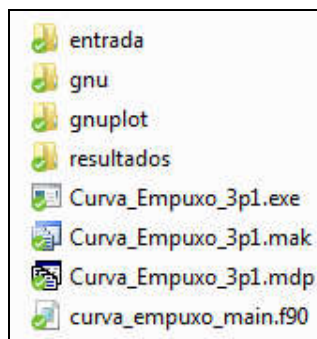 entrada
gnu
gnuplot
resultados
Curva_Empuxo_3p1.exe
Curva_Empuxo_3p1.mak
Curva_Empuxo_3p1.mdp
curva_empuxo_main.f90